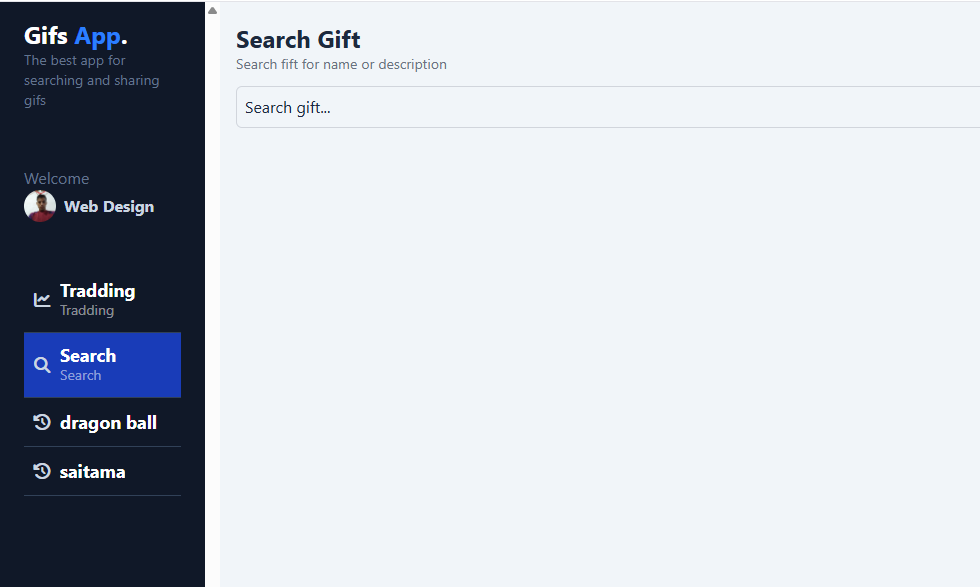 Gifs App.
The best app for
searching and sharing
gifs
Welcome
Web Design
Tradding
Tradding
Search
Search
dragon ball
saitama
Search Gift
Search fift for name or description
Search gift...